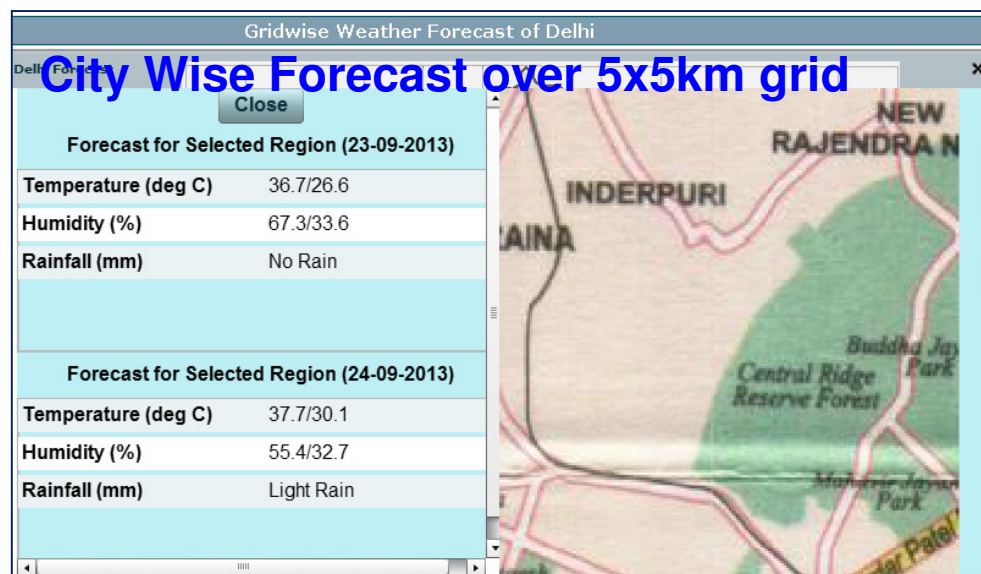 Gridwise Weather Forecast of Delhi
City Wise Forecast over 5x5km grid
Close
Forecast for Selected Region (23-09-2013)
Temperature (deg C) 36.7/26.6
Humidity (%) 67.3/33.6
Rainfall (mm) No Rain
Forecast for Selected Region (24-09-2013)
Temperature (deg C) 37.7/30.1
Humidity (%) 55.4/32.7
Rainfall (mm) Light Rain
NEW
RAJENDRA N
INDERPURI
AINA
Buddha Jay
Park
Central Ridge
Reserve Forest
Park
Patel